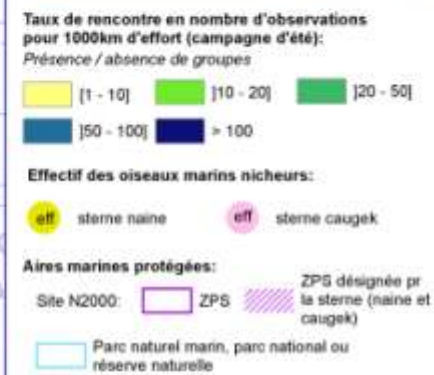 Taux de rencontre en nombre d'observations
pour 1000km d'effort (campagne d'été):
Présence / absence de groupes
[1 - 10] ]10 - 20] ]20 - 50]
]50 - 100] > 100
Effectif des oiseaux marins nicheurs:
eff sterne naine eff sterne caugek
Aires marines protégées:
Site N2000: ZPS ZPS désignée pr
la sterne (naine et
caugek)
Parc naturel marin, parc national ou
réserve naturelle